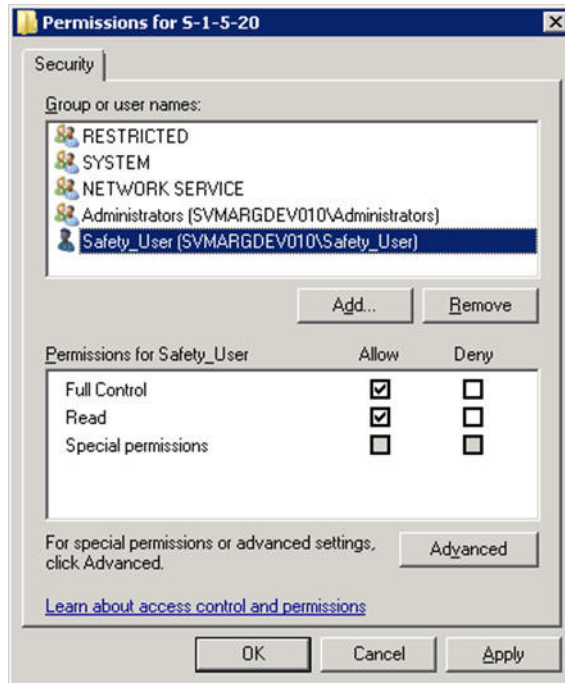 Permissions for S-1-5-20
Security
Group or user names:
RESTRICTED
SYSTEM
NETWORK SERVICE
Administrators (SVMARGDEV010\Administrators)
Safety_User (SVMARGDEV010\Safety_User)
Add... Remove
Permissions for Safety_User Allow Deny
Full Control
Read
Special permissions
For special permissions or advanced settings,
click Advanced. Advanced
Learn about access control and permissions
OK Cancel Apply